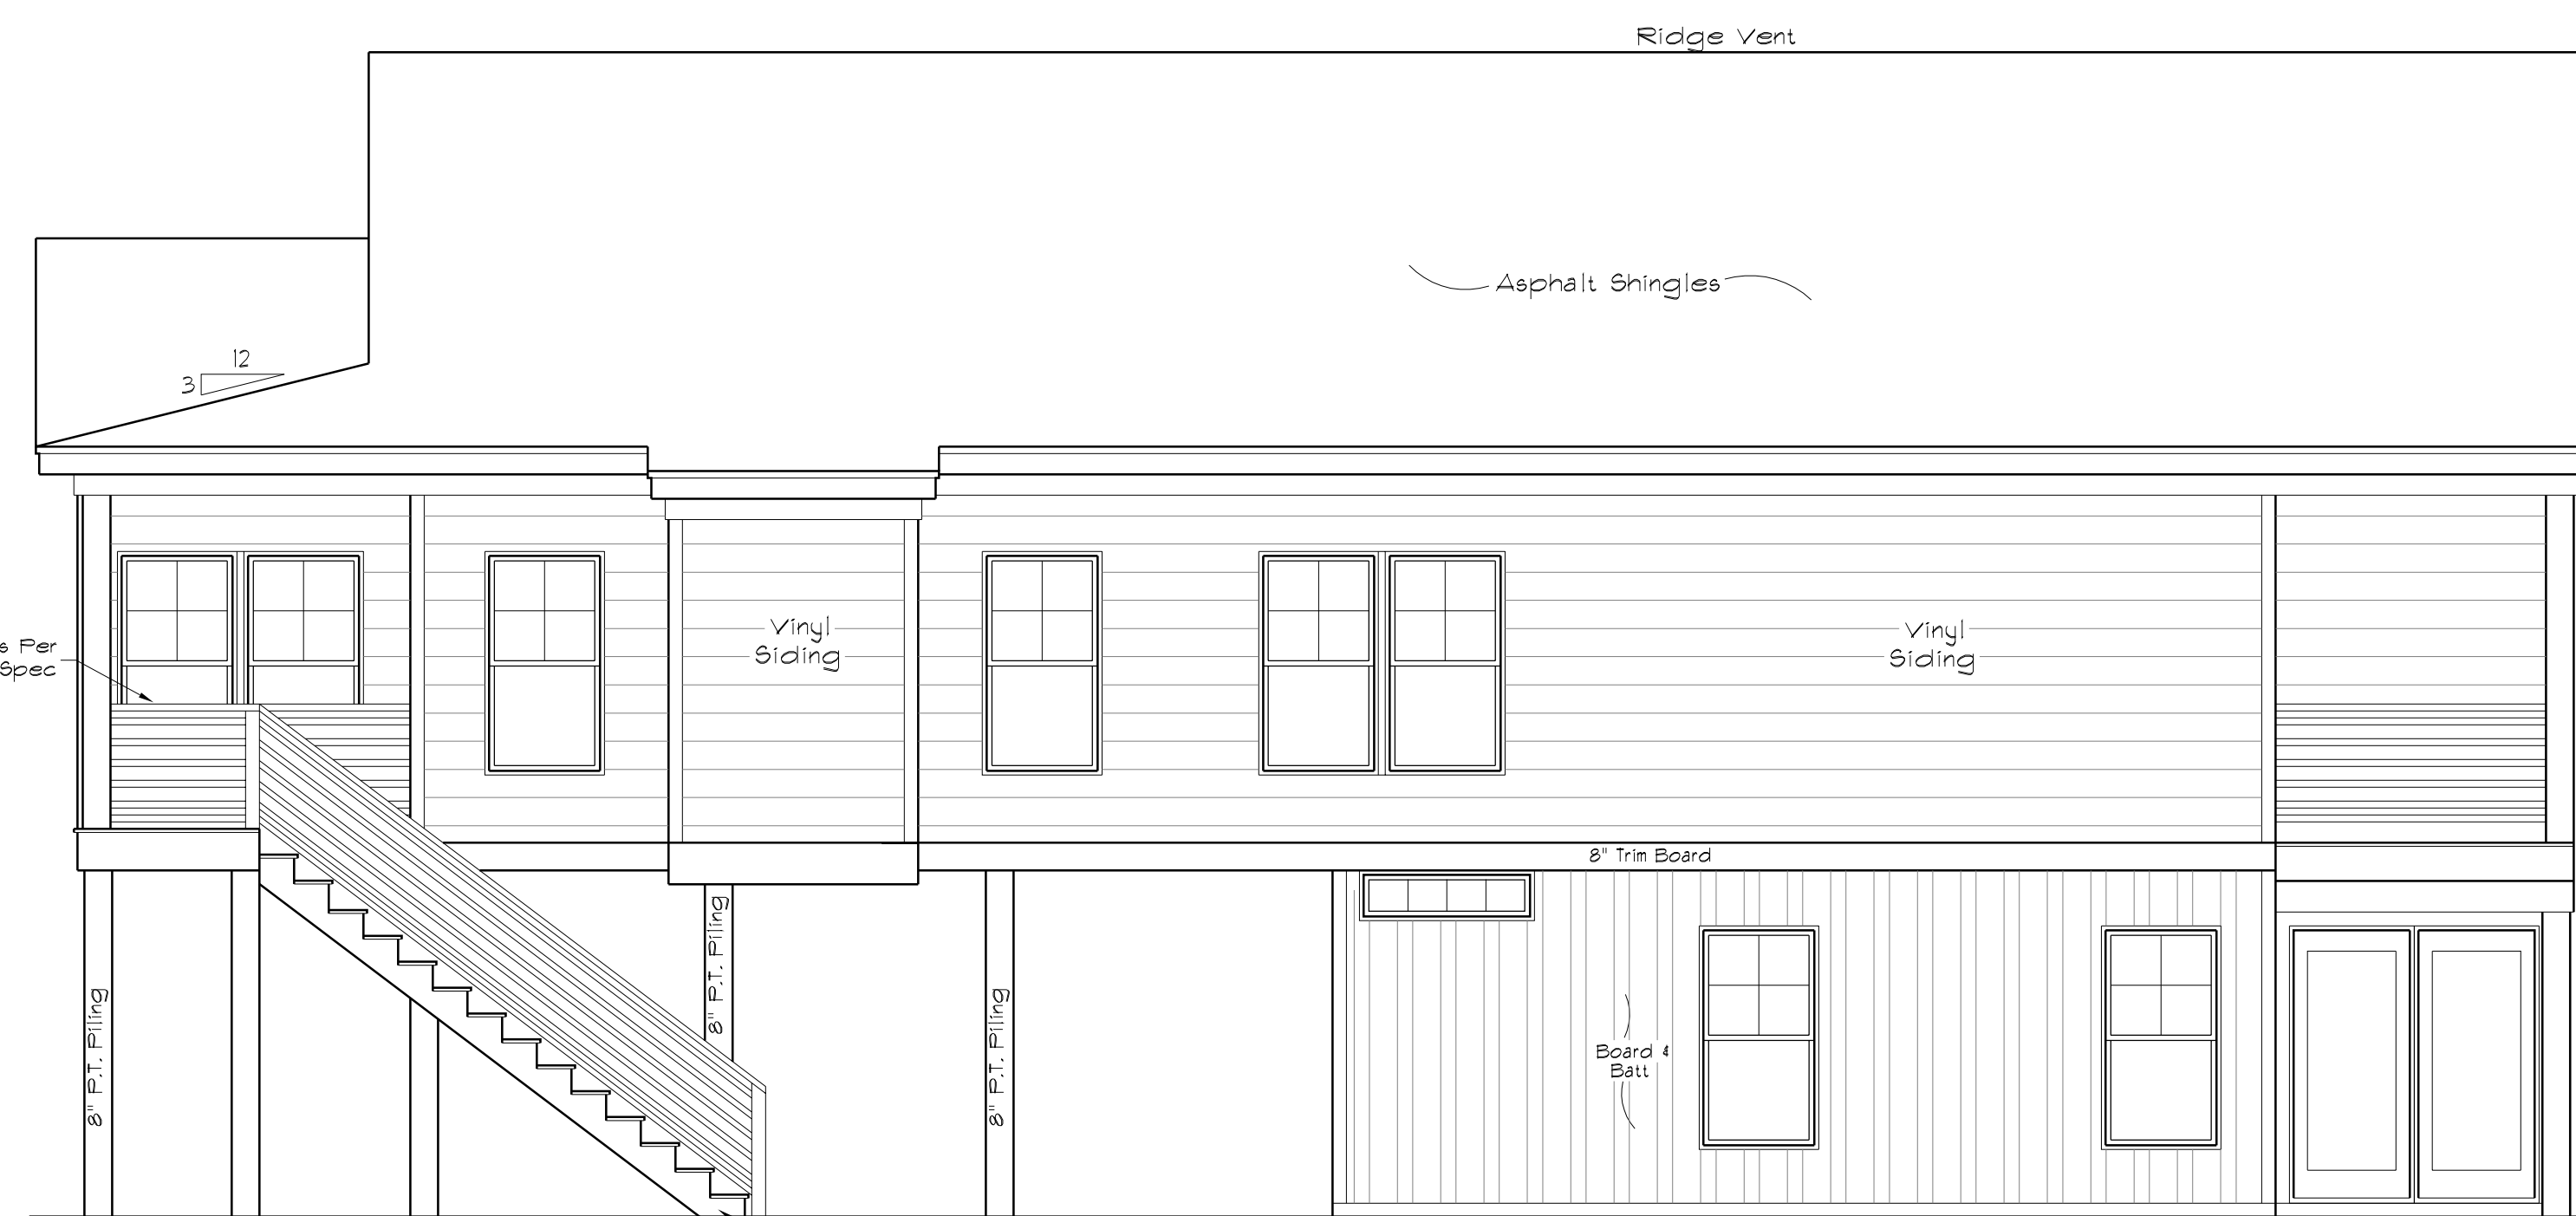 Ridge Vent
Asphalt Shingles
12
3
Vinyl
Siding
Vinyl
Siding
s Per
Spec
8" Trim Board
8" P.T. Piling
8" P.T. Piling
8" P.T. Piling
Board &
Batt